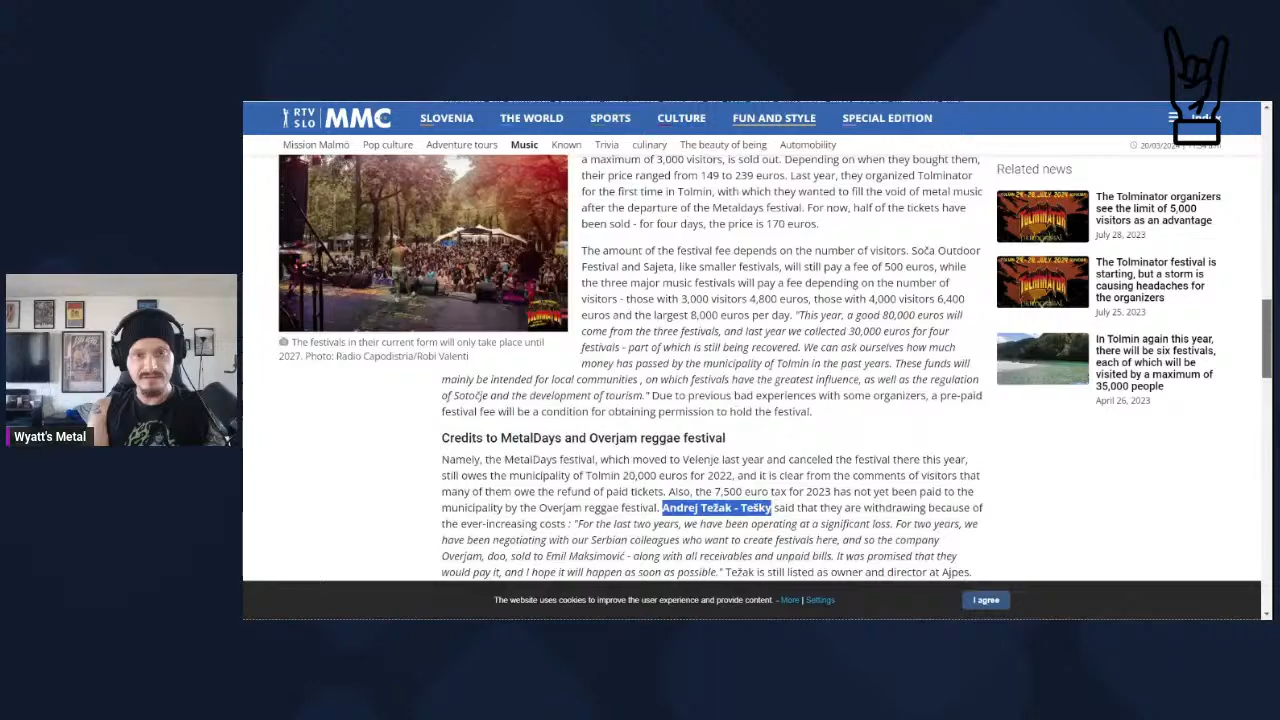 RTV SLO MMC SLOVENIA THE WORLD SPORTS CULTURE FUN AND STYLE SPECIAL EDITION Index
Mission Malmö Pop culture Adventure tours Music Known Trivia culinary The beauty of being Automobility
a maximum of 3,000 visitors, is sold out. Depending on when they bought them,
their price ranged from 149 to 239 euros. Last year, they organized Tolminator
for the first time in Tolmin, with which they wanted to fill the void of metal music
after the departure of the Metaldays festival. For now, half of the tickets have
been sold - for four days, the price is 170 euros.
The amount of the festival fee depends on the number of visitors. Soča Outdoor
Festival and Sajeta, like smaller festivals, will still pay a fee of 500 euros, while
the three major music festivals will pay a fee depending on the number of
visitors - those with 3,000 visitors 4,800 euros, those with 4,000 visitors 6,400
euros and the largest 8,000 euros per day. "This year, a good 80,000 euros will
come from the three festivals, and last year we collected 30,000 euros for four
festivals - part of which is still being recovered. We can ask ourselves how much
money has passed by the municipality of Tolmin in the past years. These funds will
mainly be intended for local communities , on which festivals have the greatest influence, as well as the regulation
of Sotočje and the development of tourism." Due to previous bad experiences with some organizers, a pre-paid
festival fee will be a condition for obtaining permission to hold the festival.
The festivals in their current form will only take place until
2027. Photo: Radio Capodistria/Robi Valenti
Credits to MetalDays and Overjam reggae festival
Namely, the MetalDays festival, which moved to Velenje last year and canceled the festival there this year,
still owes the municipality of Tolmin 20,000 euros for 2022, and it is clear from the comments of visitors that
many of them owe the refund of paid tickets. Also, the 7,500 euro tax for 2023 has not yet been paid to the
municipality by the Overjam reggae festival. Andrej Težak - Tešky said that they are withdrawing because of
the ever-increasing costs : "For the last two years, we have been operating at a significant loss. For two years, we
have been negotiating with our Serbian colleagues who want to create festivals here, and so the company
Overjam, doo, sold to Emil Maksimović - along with all receivables and unpaid bills. It was promised that they
would pay it, and I hope it will happen as soon as possible." Težak is still listed as owner and director at Ajpes.
Related news
TOLMINATOR
The Tolminator organizers
see the limit of 5,000
visitors as an advantage
July 28, 2023
TOLMINATOR
The Tolminator festival is
starting, but a storm is
causing headaches for
the organizers
July 25, 2023
In Tolmin again this year,
there will be six festivals,
each of which will be
visited by a maximum of
35,000 people
April 26, 2023
The website uses cookies to improve the user experience and provide content. - More | Settings
I agree
Wyatt's Metal